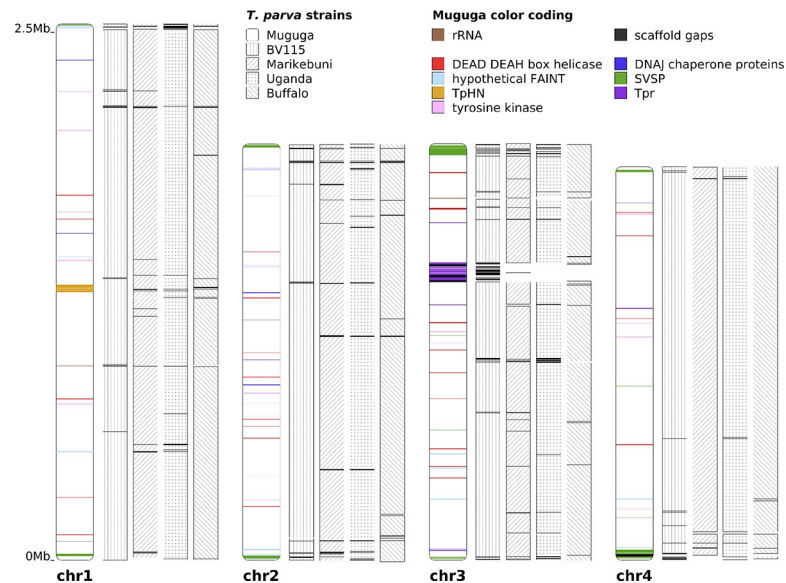 2.5Mb
T. parva strains
Muguga
BV115
Marikebuni
Uganda
Buffalo
Muguga color coding
rRNA
scaffold gaps
DEAD DEAH box helicase
DNAJ chaperone proteins
hypothetical FAINT
SVSP
TpHN
Tpr
tyrosine kinase
0Mb
chr1
chr2
chr3
chr4